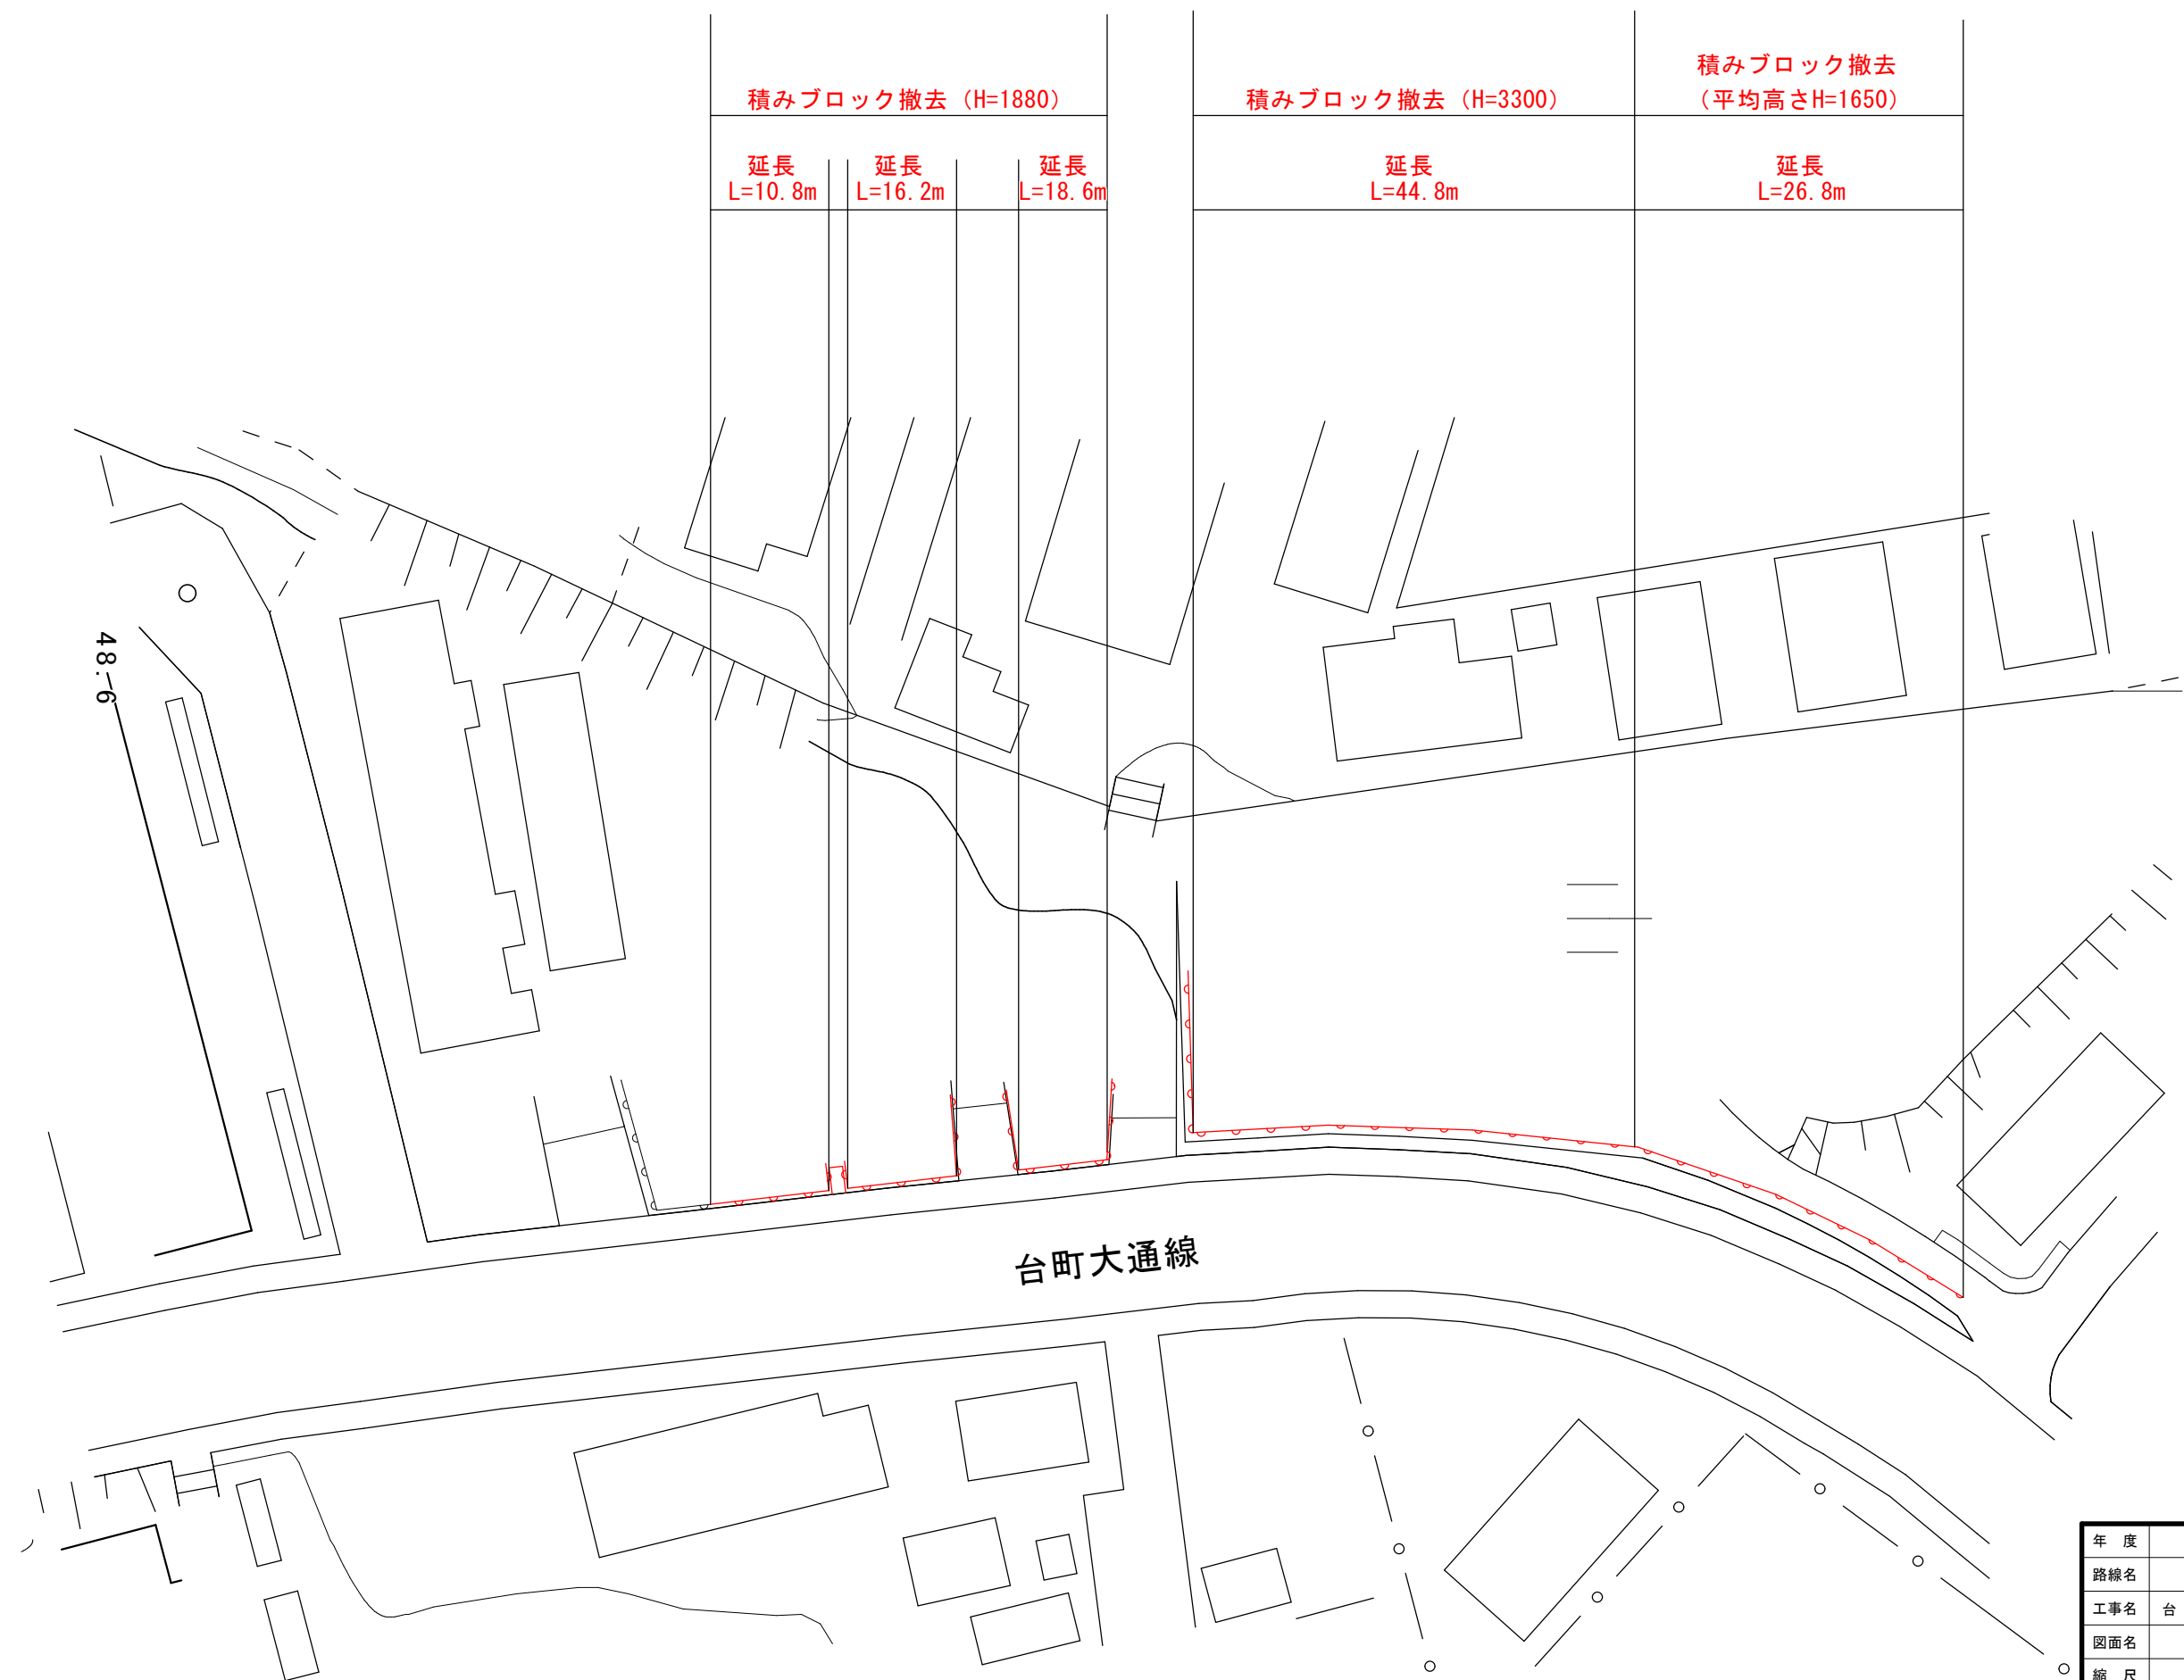 積みブロック撤去（H=1880）
積みブロック撤去（H=3300）
積みブロック撤去
（平均高さH=1650）
延長
L=10.8m
延長
L=16.2m
延長
L=18.6m
延長
L=44.8m
延長
L=26.8m
48.6
台町大通線
年　度
路線名
工事名　台
図面名
縮　尺